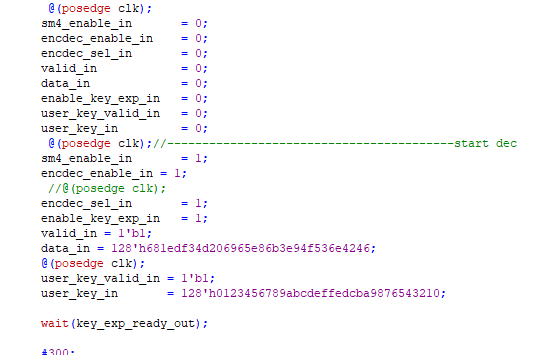 @(posedge clk);
sm4_enable_in = 0;
encdec_enable_in = 0;
encdec_sel_in = 0;
valid_in = 0;
data_in = 0;
enable_key_exp_in = 0;
user_key_valid_in = 0;
user_key_in = 0;
@(posedge clk);//-----------------------------------------start dec
sm4_enable_in = 1;
encdec_enable_in = 1;
//@(posedge clk);
encdec_sel_in = 1;
enable_key_exp_in = 1;
valid_in = 1'b1;
data_in = 128'h681edf34d206965e86b3e94f536e4246;
@(posedge clk);
user_key_valid_in = 1'b1;
user_key_in = 128'h0123456789abcdeffedcba9876543210;
wait(key_exp_ready_out);
#300;